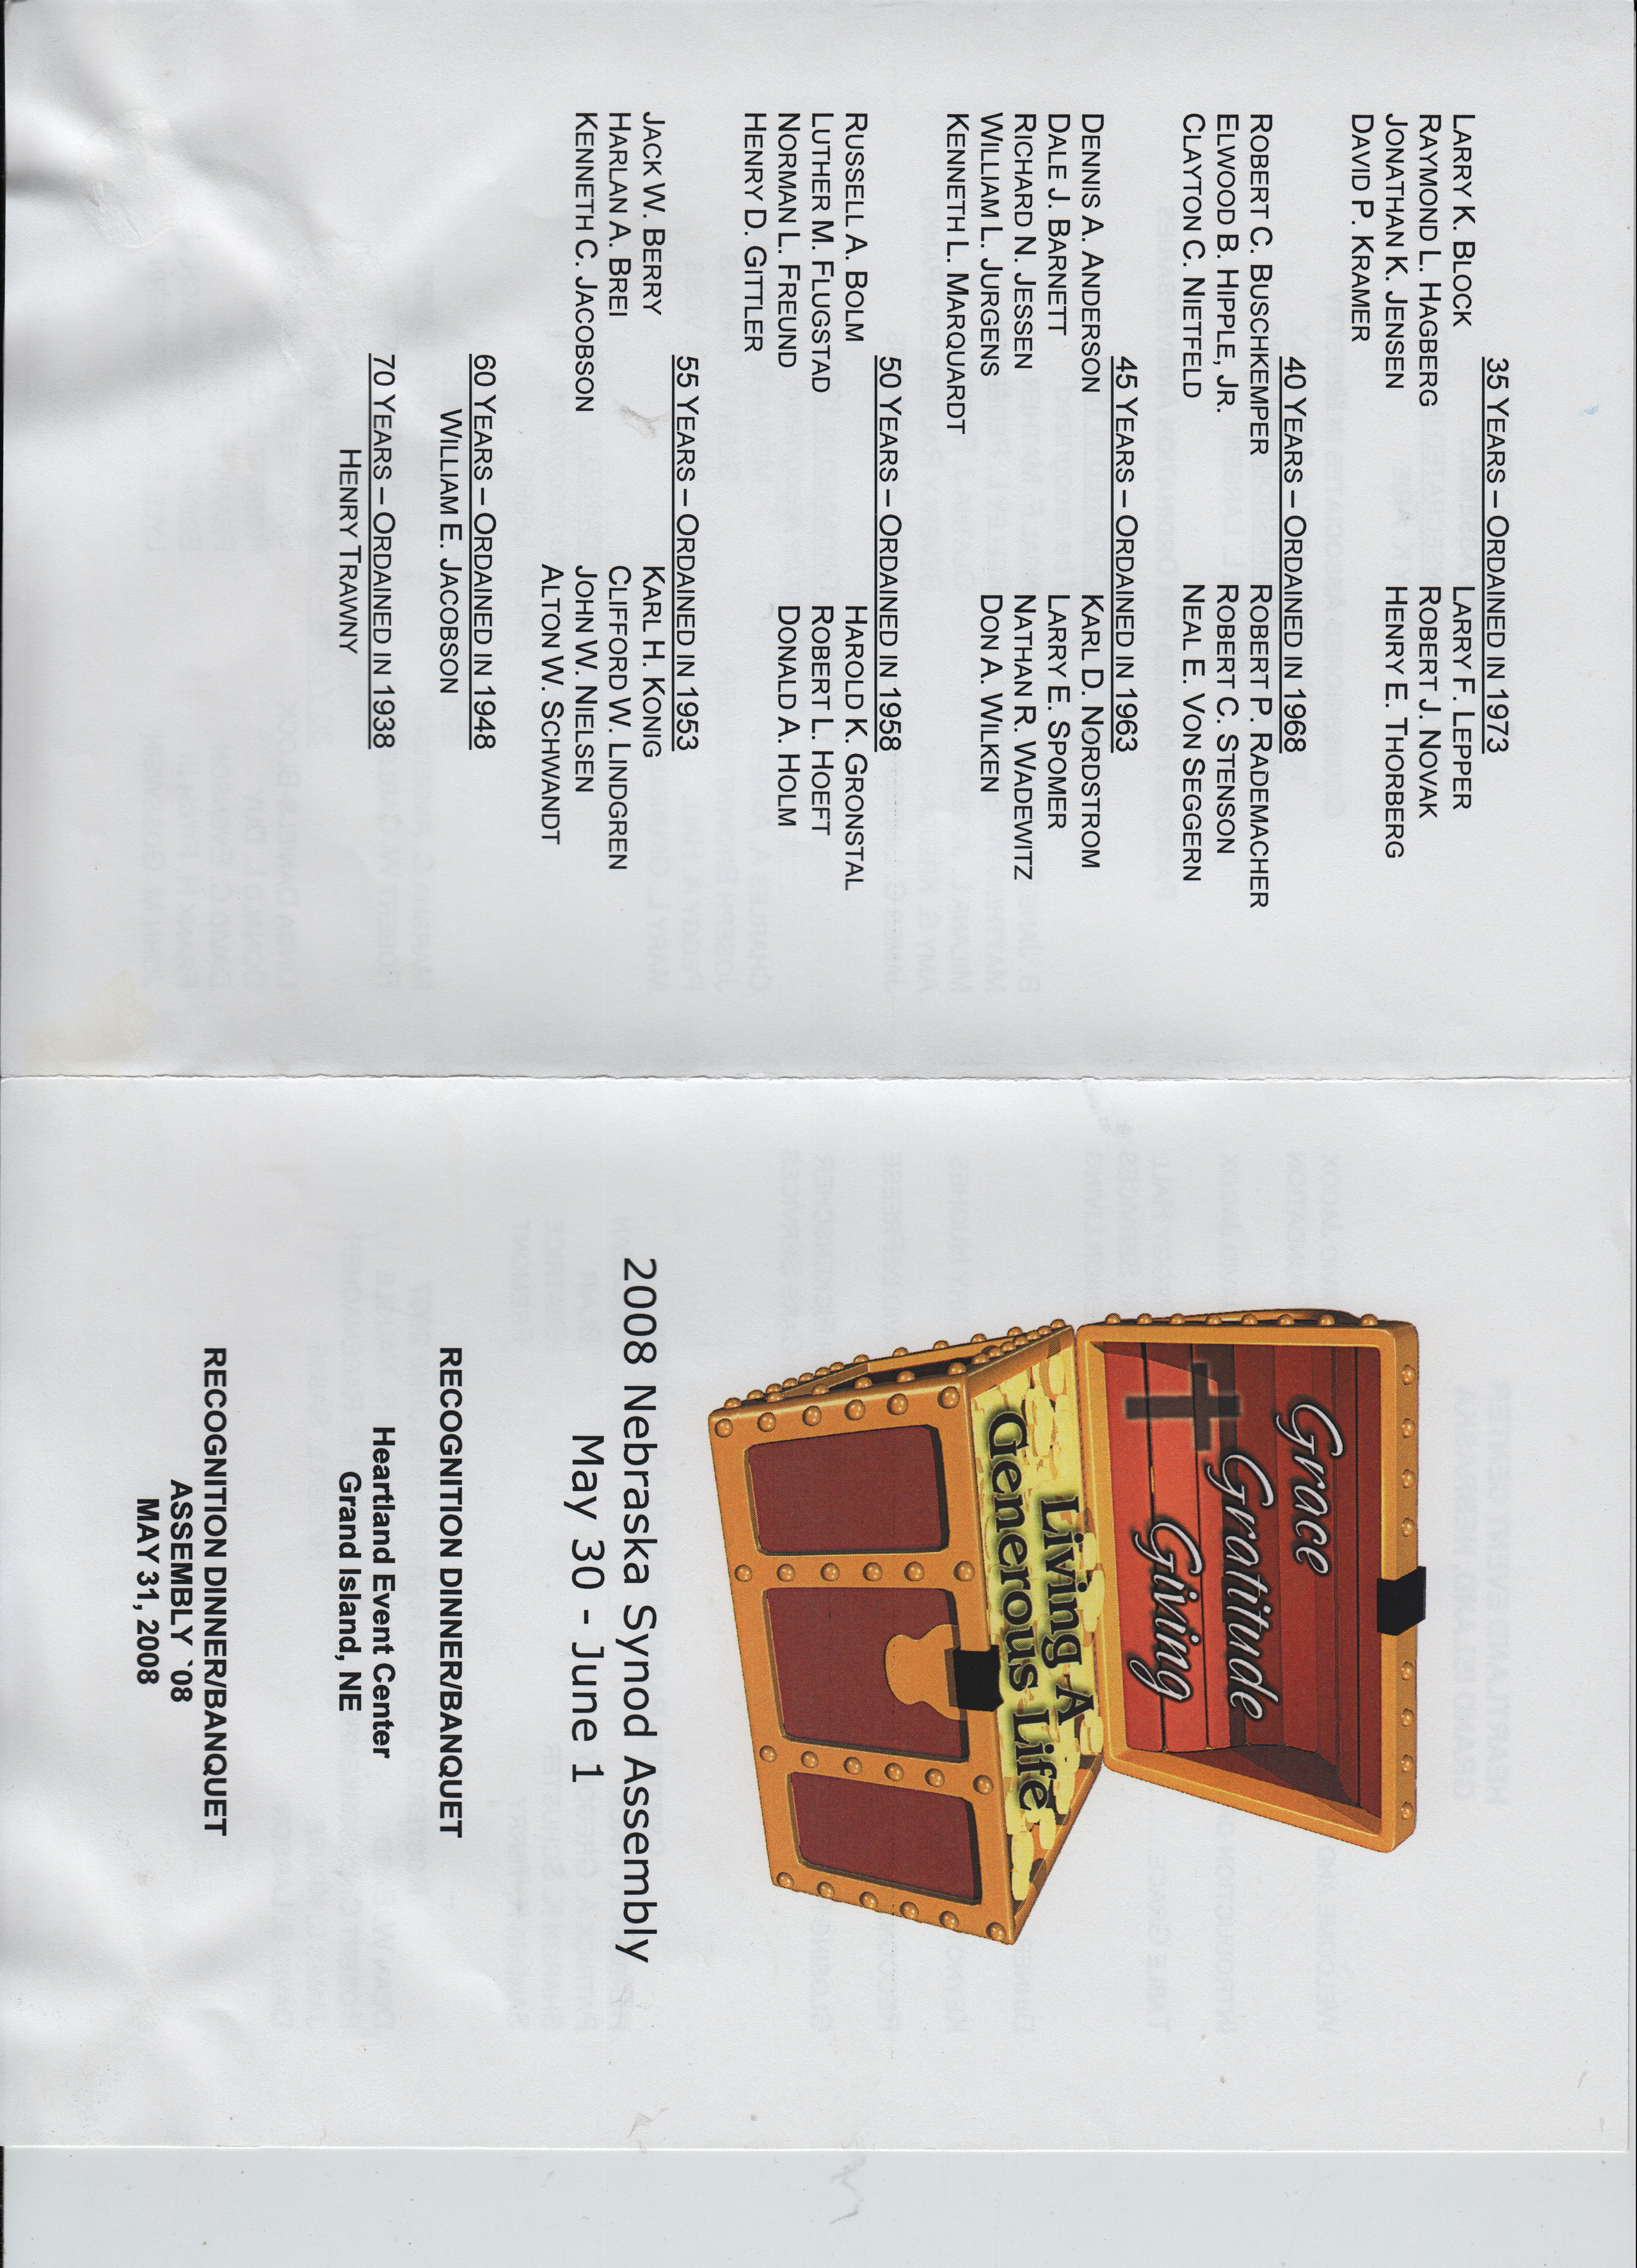 35 YEARS – ORDAINED IN 1973
LARRY K. BLOCK LARRY F. LEPPER
RAYMOND L. HAGBERG ROBERT J. NOVAK
JONATHAN K. JENSEN HENRY E. THORBERG
DAVID P. KRAMER
40 YEARS – ORDAINED IN 1968
ROBERT C. BUSCHKEMPER ROBERT P. RADEMACHER
ELWOOD B. HIPPLE, JR. ROBERT C. STENSON
CLAYTON C. NIETFELD NEAL E. VON SEGGERN
45 YEARS – ORDAINED IN 1963
DENNIS A. ANDERSON KARL D. NORDSTROM
DALE J. BARNETT LARRY E. SPOMER
RICHARD N. JESSEN NATHAN R. WADEWITZ
WILLIAM L. JURGENS DON A. WILKEN
KENNETH L. MARQUARDT
50 YEARS – ORDAINED IN 1958
RUSSELL A. BOLM HAROLD K. GRONSTAL
LUTHER M. FLUGSTAD ROBERT L. HOEFT
NORMAN L. FREUND DONALD A. HOLM
HENRY D. GITTLER
55 YEARS – ORDAINED IN 1953
JACK W. BERRY KARL H. KONIG
HARLAN A. BREI CLIFFORD W. LINDGREN
KENNETH C. JACOBSON JOHN W. NIELSEN
ALTON W. SCHWANDT
60 YEARS – ORDAINED IN 1948
WILLIAM E. JACOBSON
70 YEARS – ORDAINED IN 1938
HENRY TRAWNY
Grace
Gratitude
Giving
Living A
Generous Life
2008 Nebraska Synod Assembly
May 30 - June 1
RECOGNITION DINNER/BANQUET
Heartland Event Center
Grand Island, NE
RECOGNITION DINNER/BANQUET
ASSEMBLY `08
MAY 31, 2008